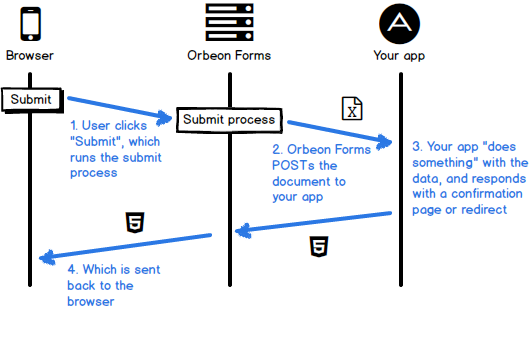 Browser
Orbeon Forms
Your app
Submit
Submit process
1. User clicks
"Submit", which
runs the submit
process
X
2. Orbeon Forms
POSTs the
document to
your app
3. Your app "does
something" with the
data, and responds
with a confirmation
page or redirect
5
5
4. Which is sent
back to the
browser